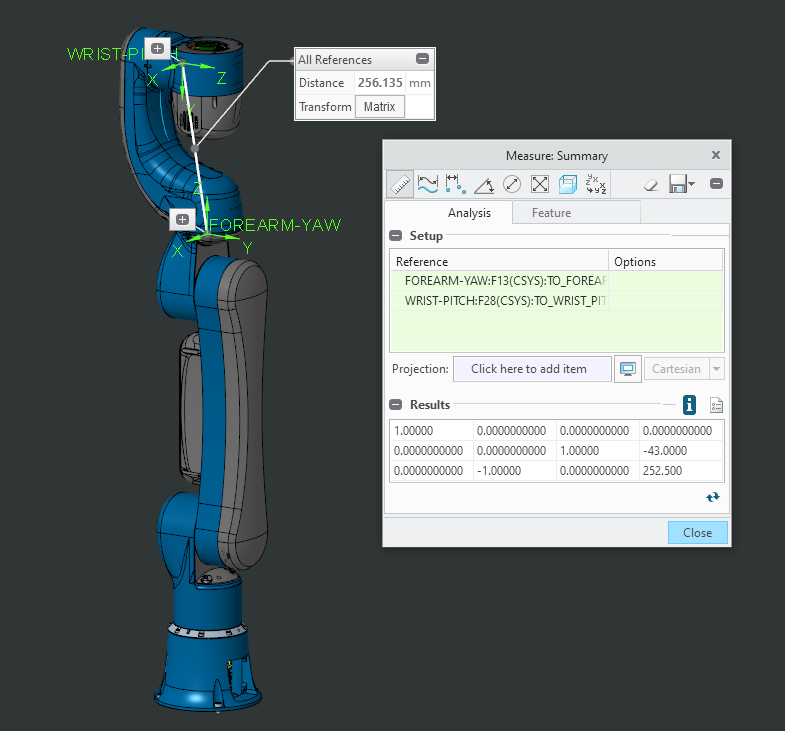 WRIST-PITCH
X
Z
Y
Z
FOREARM-YAW
X
Y
All References
Distance 256.135 mm
Transform Matrix
Measure: Summary
Analysis Feature
Setup
Reference Options
FOREARM-YAW:F13(CSYS):TO_FOREAR
WRIST-PITCH:F28(CSYS):TO_WRIST_PIT
Projection: Click here to add item Cartesian
Results
1.00000 0.0000000000 0.0000000000 0.0000000000
0.0000000000 0.0000000000 1.00000 -43.0000
0.0000000000 -1.00000 0.0000000000 252.500
Close